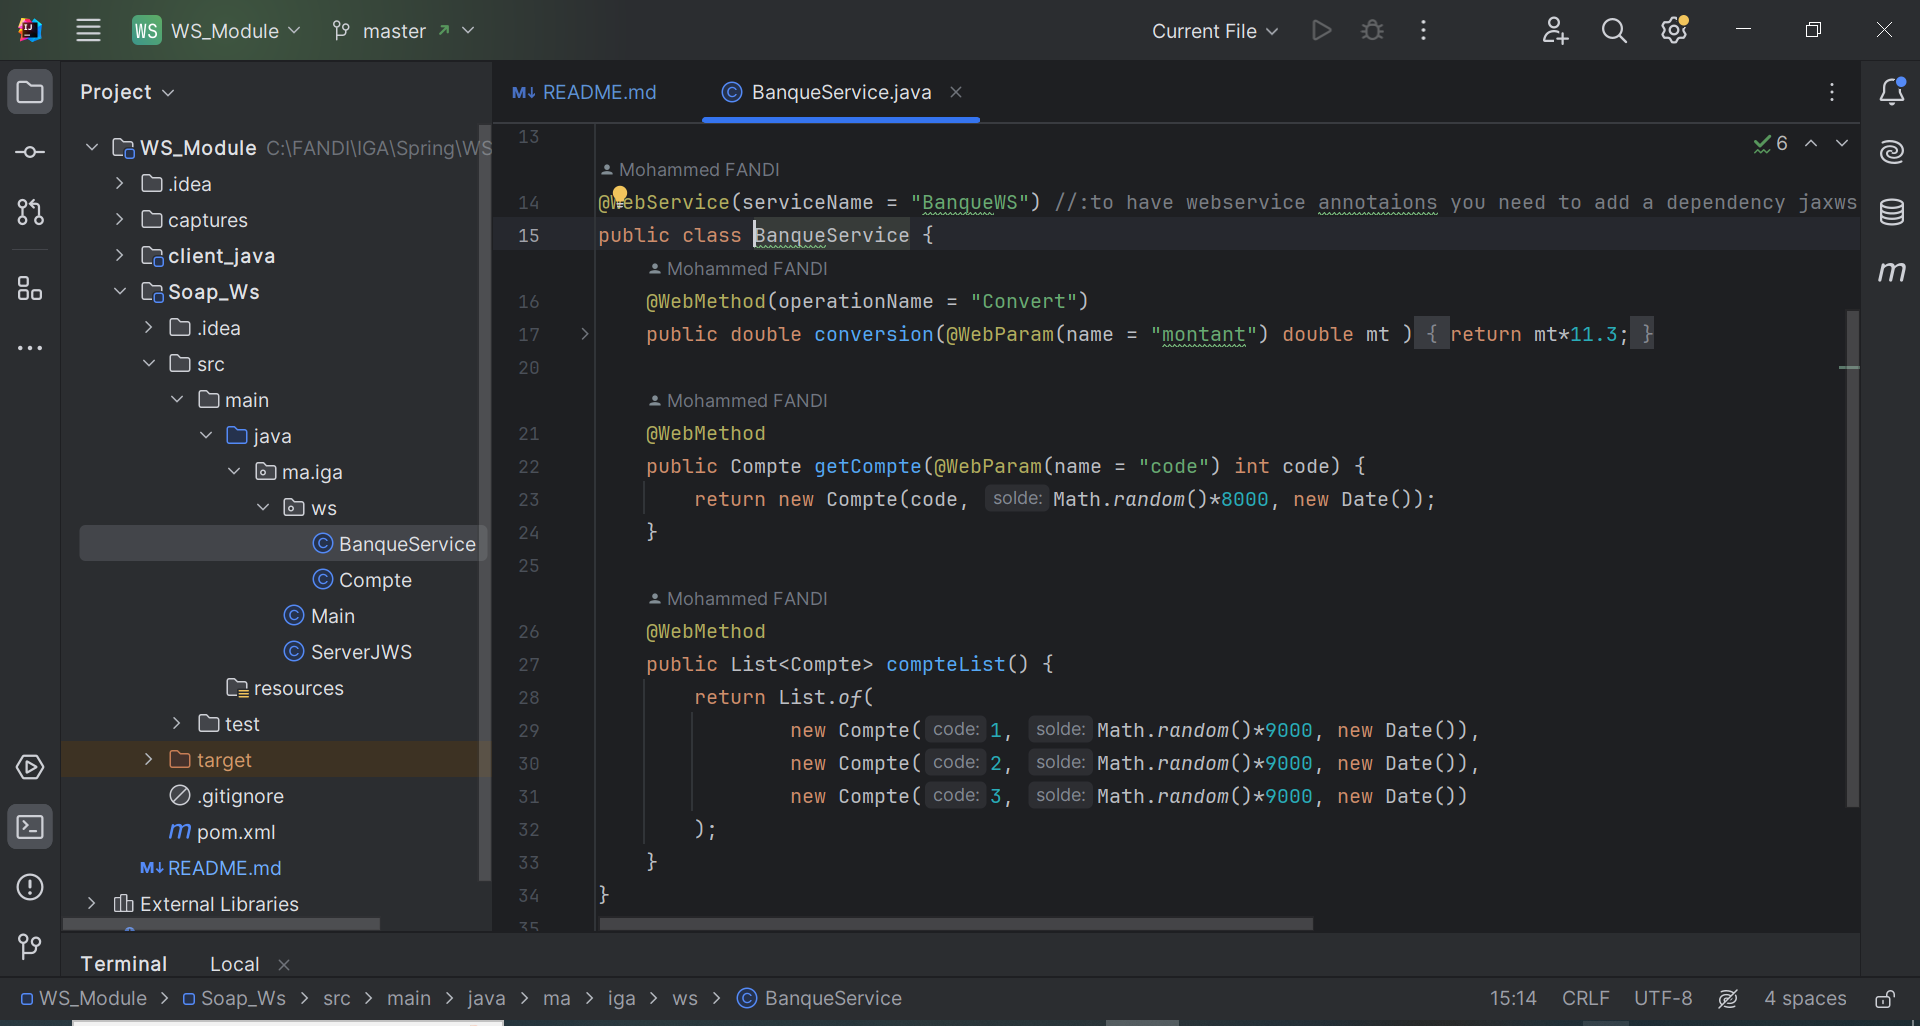 WS WS_Module master Current File
Project
README.md BanqueService.java
WS_Module C:\FANDI\IGA\Spring\WS
.idea
captures
client_java
Soap_Ws
.idea
src
main
java
ma.iga
ws
BanqueService
Compte
Main
ServerJWS
resources
test
target
.gitignore
pom.xml
README.md
External Libraries
6
13
Mohammed FANDI
14 @WebService(serviceName = "BanqueWS") //:to have webservice annotaions you need to add a dependency jaxws
15 public class BanqueService {
Mohammed FANDI
16 @WebMethod(operationName = "Convert")
17 public double conversion(@WebParam(name = "montant") double mt ) { return mt*11.3; }
20
Mohammed FANDI
21 @WebMethod
22 public Compte getCompte(@WebParam(name = "code") int code) {
23 return new Compte(code, solde: Math.random()*8000, new Date());
24 }
25
Mohammed FANDI
26 @WebMethod
27 public List<Compte> compteList() {
28 return List.of(
29 new Compte( code: 1, solde: Math.random()*9000, new Date()),
30 new Compte( code: 2, solde: Math.random()*9000, new Date()),
31 new Compte( code: 3, solde: Math.random()*9000, new Date())
32 );
33 }
34 }
35
Terminal Local
WS_Module > Soap_Ws > src > main > java > ma > iga > ws > BanqueService
15:14 CRLF UTF-8 4 spaces